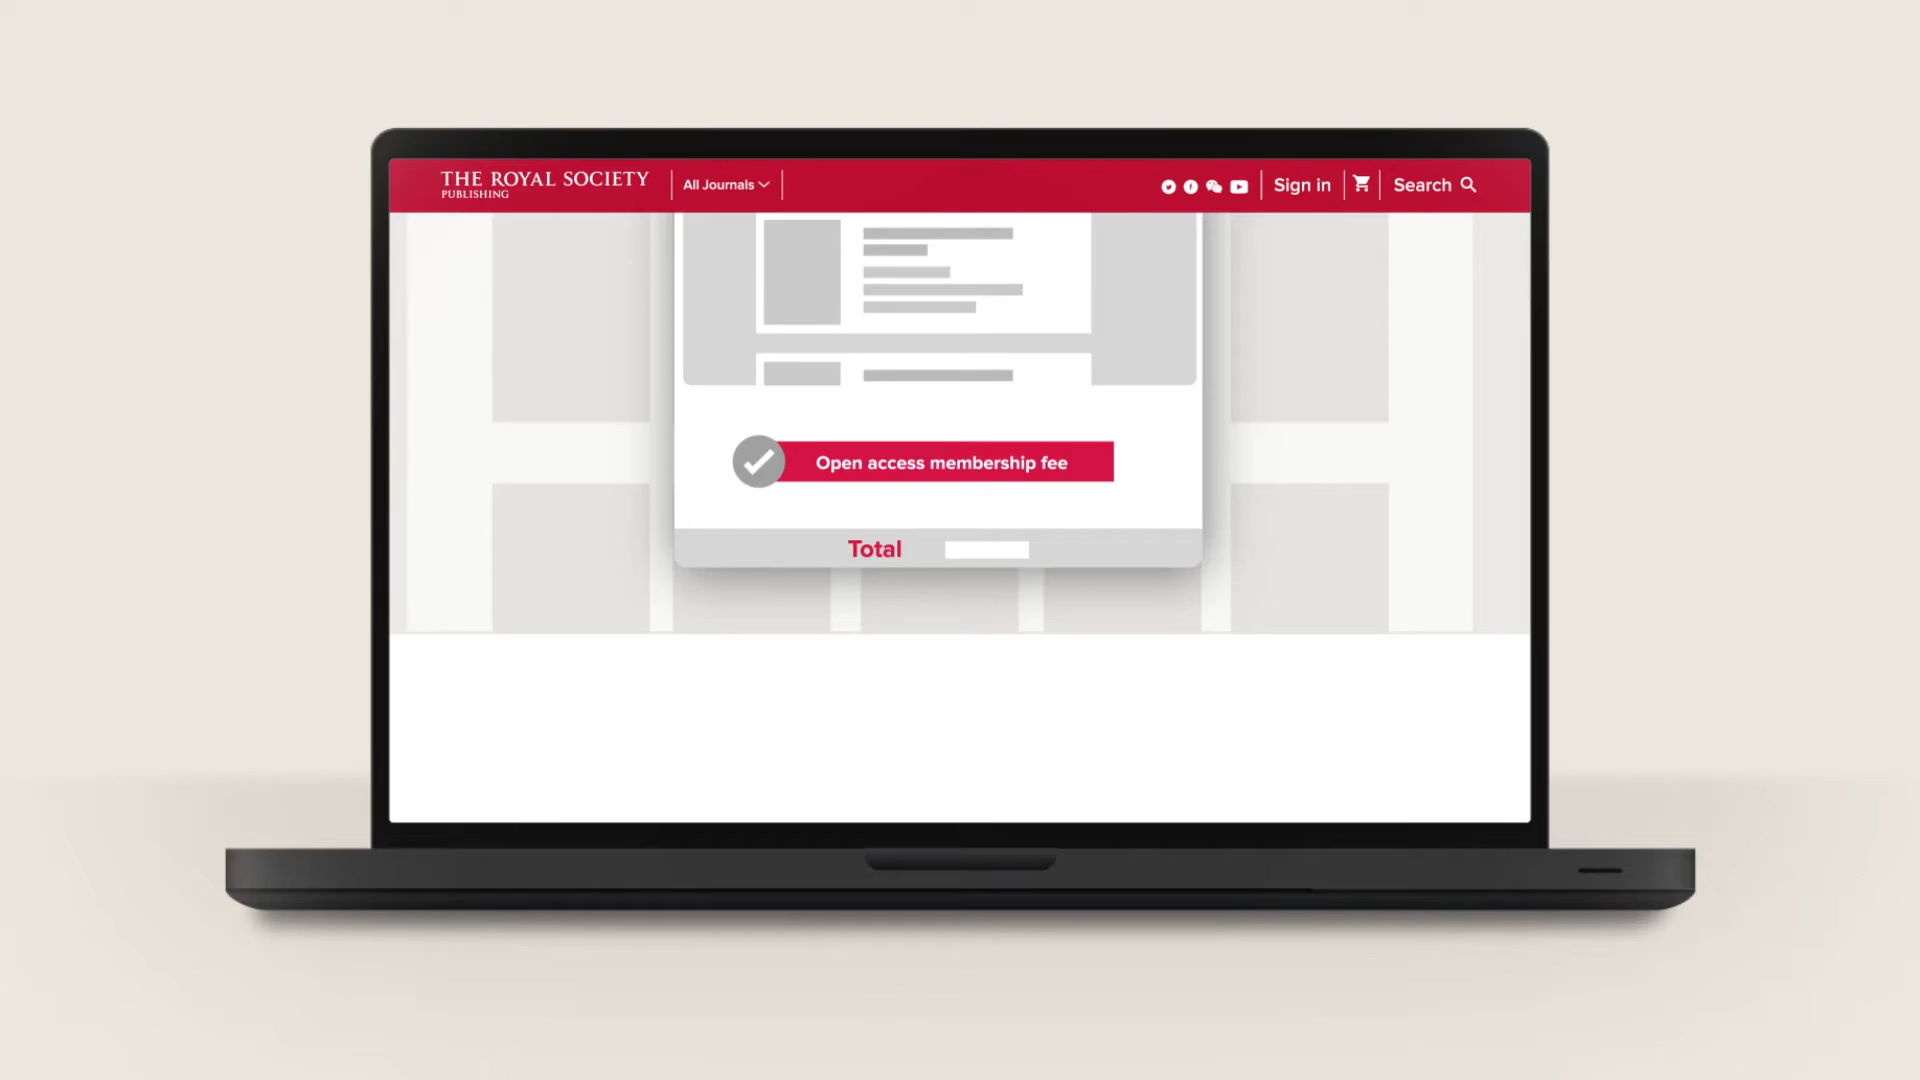 THE ROYAL SOCIETY
PUBLISHING
All Journals
Sign in
Search
Open access membership fee
Total